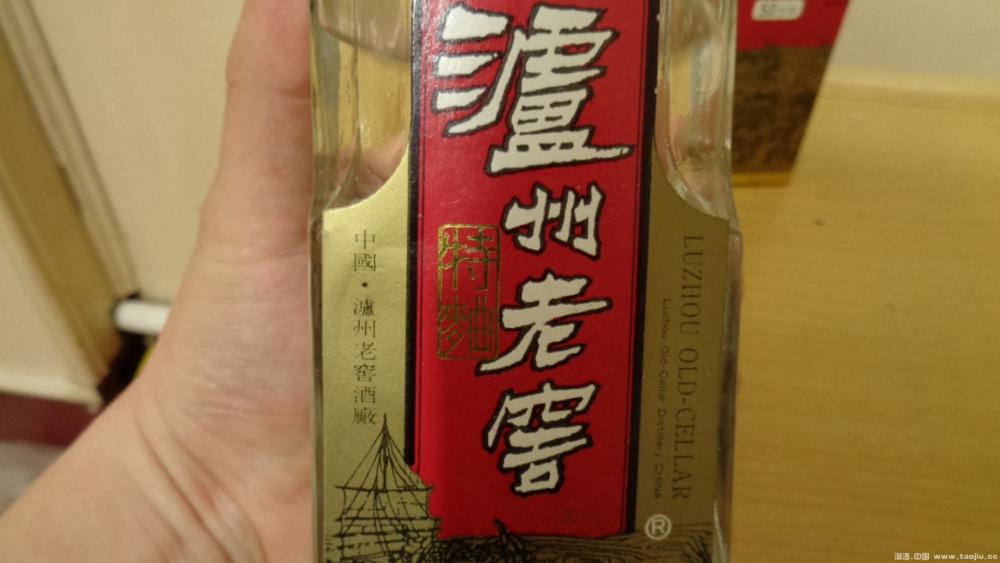 瀘州老窖
特麯
中國·瀘州老窖酒廠
LUZHOU OLD-CELLAR
Luzhou Old-Cellar Distillery CHINA
®
淘酒.中国 www.taojiu.cc